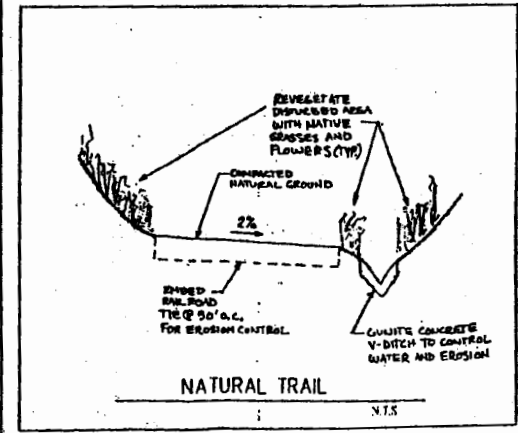 REVEGETATE
DISTURBED AREA
WITH NATIVE
GRASSES AND
FLOWERS (TYP.)
COMPACTED
NATURAL GROUND
2%
EMBED
RAILROAD
TIE @ 50' o.c.
FOR EROSION CONTROL
GUNITE CONCRETE
V-DITCH TO CONTROL
WATER AND EROSION
NATURAL TRAIL
N.T.S